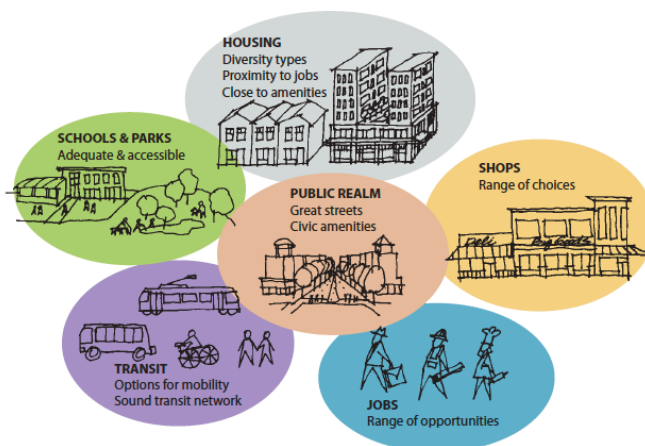 HOUSING
Diversity types
Proximity to jobs
Close to amenities
SCHOOLS & PARKS
Adequate & accessible
SHOPS
Range of choices
Deli
PUBLIC REALM
Great streets
Civic amenities
TRANSIT
Options for mobility
Sound transit network
JOBS
Range of opportunities